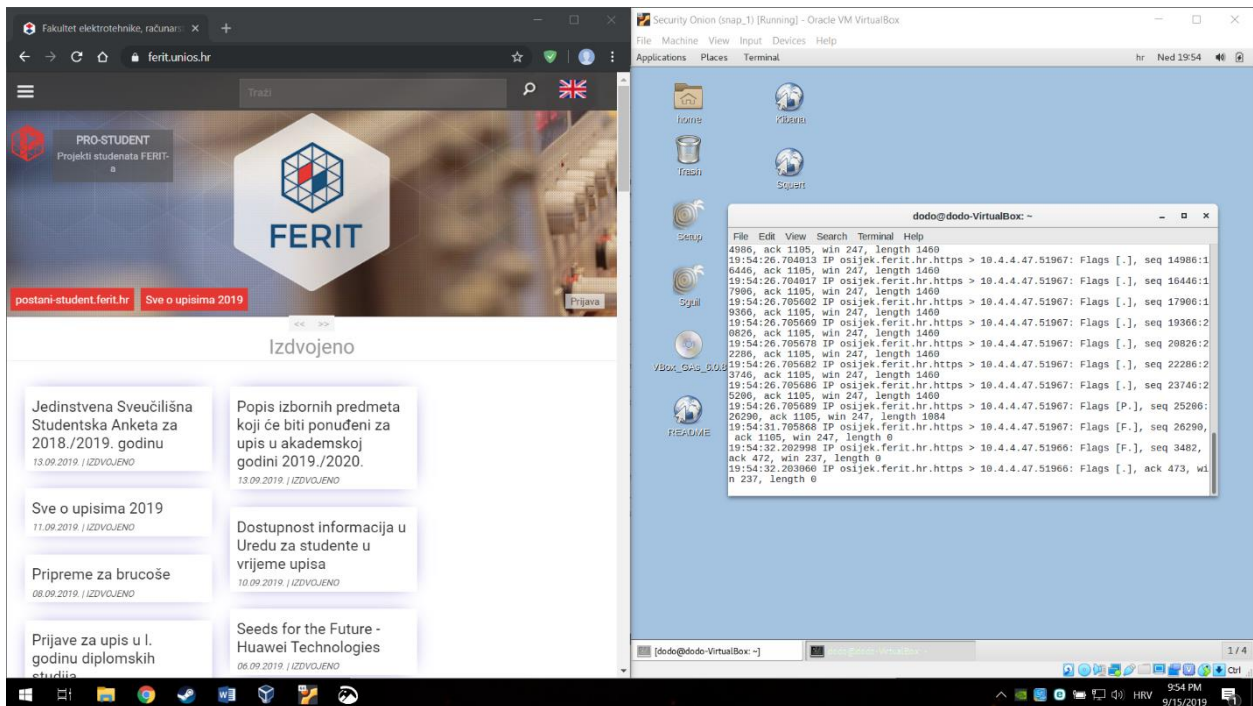 Fakultet elektrotehnike, računars
ferit.unios.hr
Traži
PRO-STUDENT
Projekti studenata FERIT-
a
FERIT
postani-student.ferit.hr
Sve o upisima 2019
Prijava
<< >>
Izdvojeno
Jedinstvena Sveučilišna
Studentska Anketa za
2018./2019. godinu
13.09.2019. | IZDVOJENO
Sve o upisima 2019
11.09.2019. | IZDVOJENO
Pripreme za brucoše
08.09.2019. | IZDVOJENO
Prijave za upis u I.
godinu diplomskih
studija
Popis izbornih predmeta
koji će biti ponuđeni za
upis u akademskoj
godini 2019./2020.
13.09.2019. | IZDVOJENO
Dostupnost informacija u
Uredu za studente u
vrijeme upisa
10.09.2019. | IZDVOJENO
Seeds for the Future -
Huawei Technologies
06.09.2019. | IZDVOJENO
Security Onion (snap_1) [Running] - Oracle VM VirtualBox
File Machine View Input Devices Help
Applications Places Terminal
hr Ned 19:54
home
Kibana
Trash
Squert
Setup
Sguil
VBox_GAs_6.0.8
README
dodo@dodo-VirtualBox: ~
File Edit View Search Terminal Help
4986, ack 1105, win 247, length 1460
19:54:26.704013 IP osijek.ferit.hr.https > 10.4.4.47.51967: Flags [.], seq 14986:1
6446, ack 1105, win 247, length 1460
19:54:26.704017 IP osijek.ferit.hr.https > 10.4.4.47.51967: Flags [.], seq 16446:1
7906, ack 1105, win 247, length 1460
19:54:26.705602 IP osijek.ferit.hr.https > 10.4.4.47.51967: Flags [.], seq 17906:1
9366, ack 1105, win 247, length 1460
19:54:26.705669 IP osijek.ferit.hr.https > 10.4.4.47.51967: Flags [.], seq 19366:2
0826, ack 1105, win 247, length 1460
19:54:26.705678 IP osijek.ferit.hr.https > 10.4.4.47.51967: Flags [.], seq 20826:2
2286, ack 1105, win 247, length 1460
19:54:26.705682 IP osijek.ferit.hr.https > 10.4.4.47.51967: Flags [.], seq 22286:2
3746, ack 1105, win 247, length 1460
19:54:26.705686 IP osijek.ferit.hr.https > 10.4.4.47.51967: Flags [.], seq 23746:2
5206, ack 1105, win 247, length 1460
19:54:26.705689 IP osijek.ferit.hr.https > 10.4.4.47.51967: Flags [P.], seq 25206:
26290, ack 1105, win 247, length 1084
19:54:31.705868 IP osijek.ferit.hr.https > 10.4.4.47.51967: Flags [F.], seq 26290,
ack 1105, win 247, length 0
19:54:32.202998 IP osijek.ferit.hr.https > 10.4.4.47.51966: Flags [F.], seq 3482,
ack 472, win 237, length 0
19:54:32.203060 IP osijek.ferit.hr.https > 10.4.4.47.51966: Flags [.], ack 473, wi
n 237, length 0
[dodo@dodo-VirtualBox: ~]
dodo@dodo-VirtualBox: ~
1 / 4
Ctrl
HRV
9:54 PM
9/15/2019